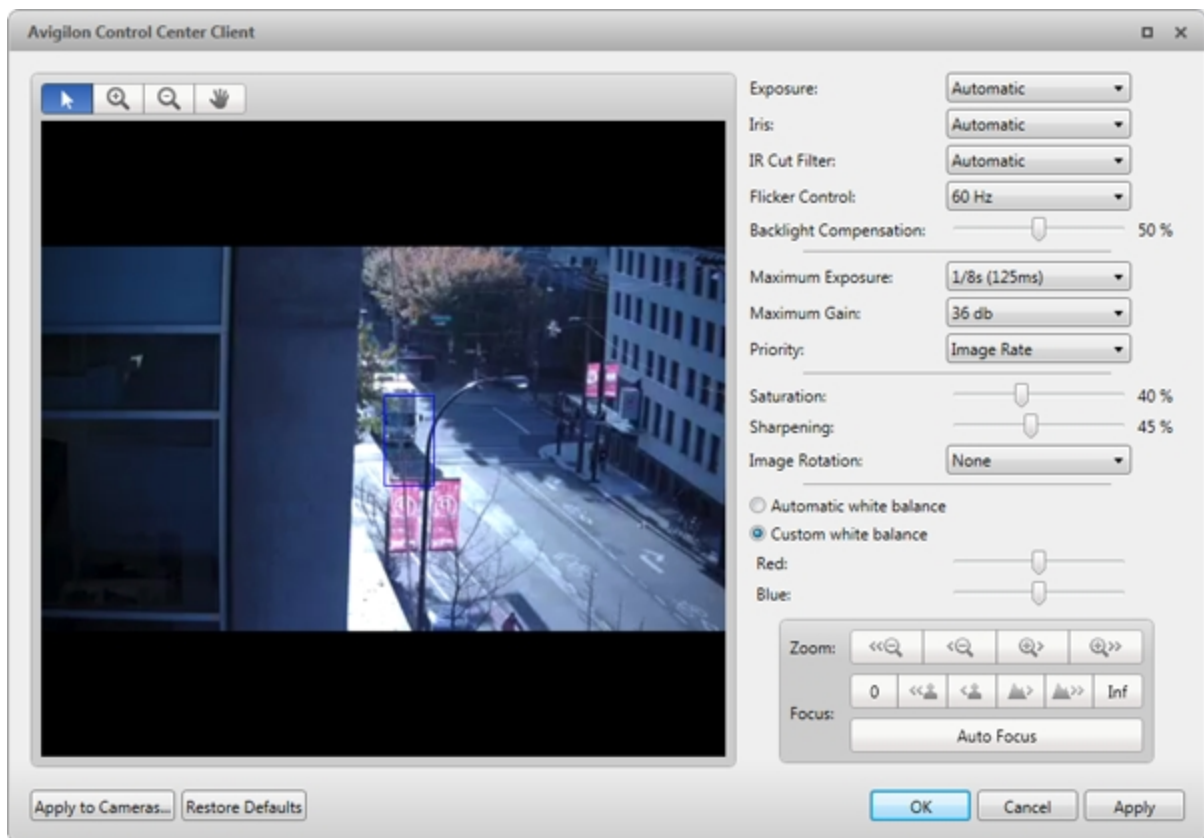 Avigilon Control Center Client
Exposure: Automatic
Iris: Automatic
IR Cut Filter: Automatic
Flicker Control: 60 Hz
Backlight Compensation: 50 %
Maximum Exposure: 1/8s (125ms)
Maximum Gain: 36 db
Priority: Image Rate
Saturation: 40 %
Sharpening: 45 %
Image Rotation: None
Automatic white balance
Custom white balance
Red:
Blue:
Zoom:
Focus: 0 Inf
Auto Focus
Apply to Cameras... Restore Defaults OK Cancel Apply